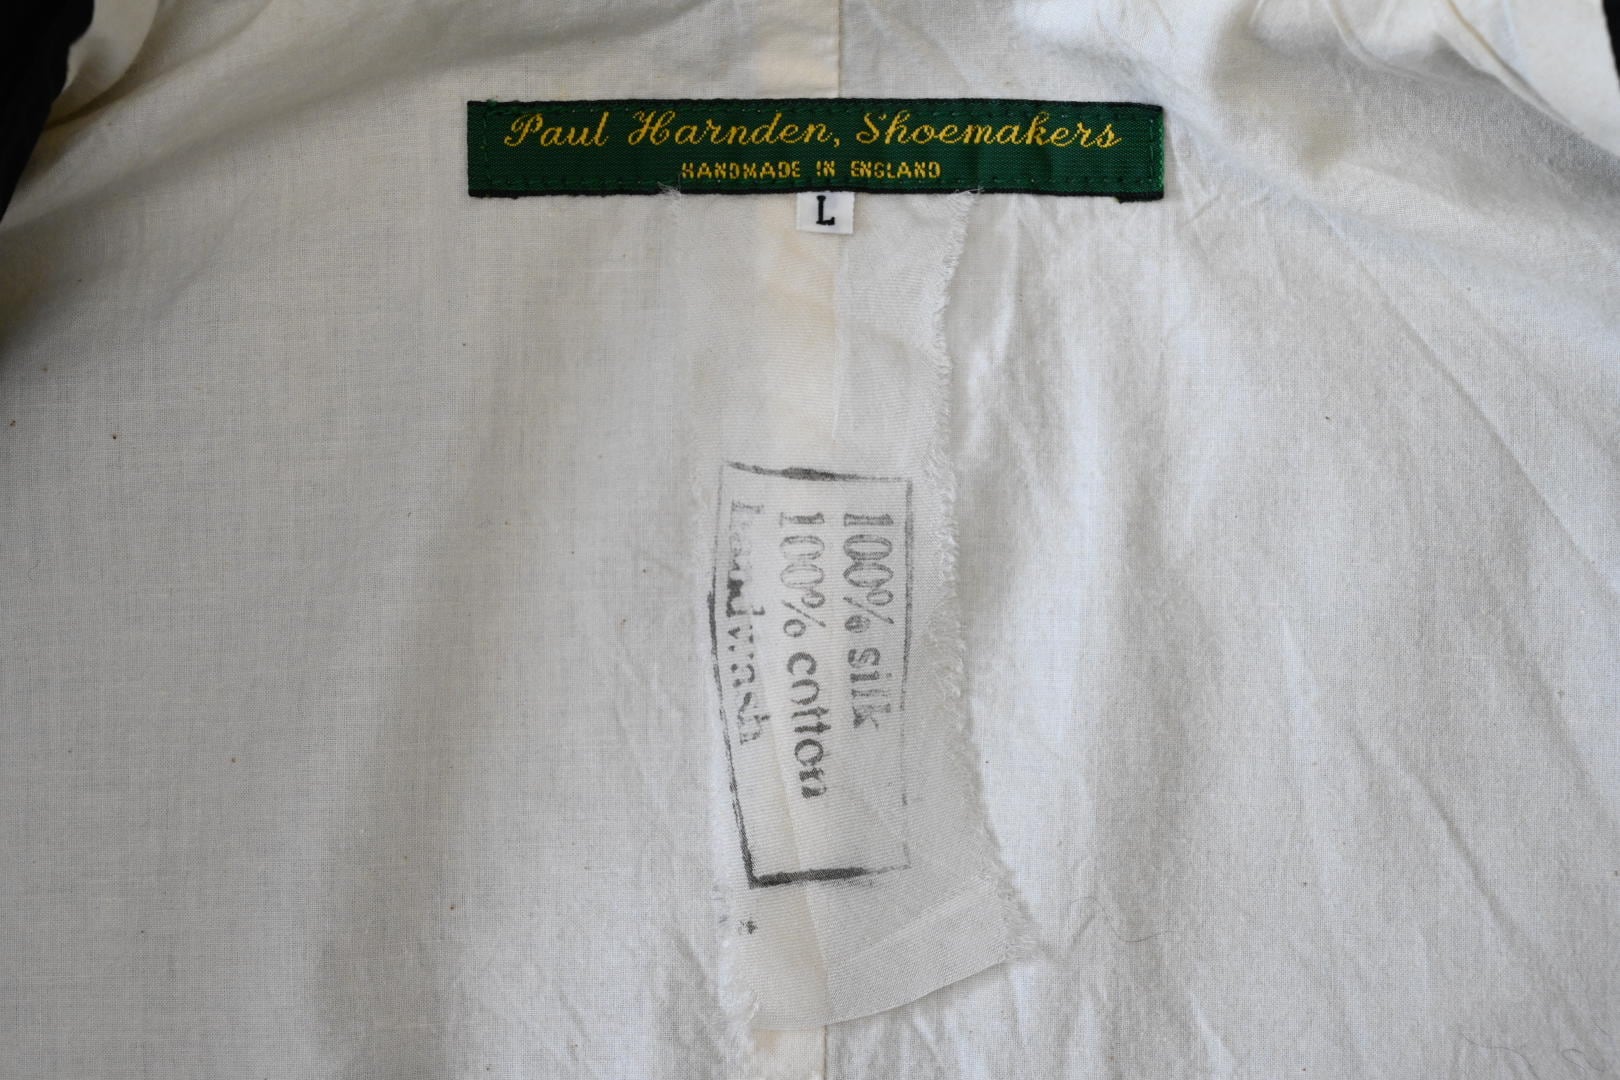 Paul Harnden, Shoemakers
HANDMADE IN ENGLAND
L
100% silk
100% cotton
handwash